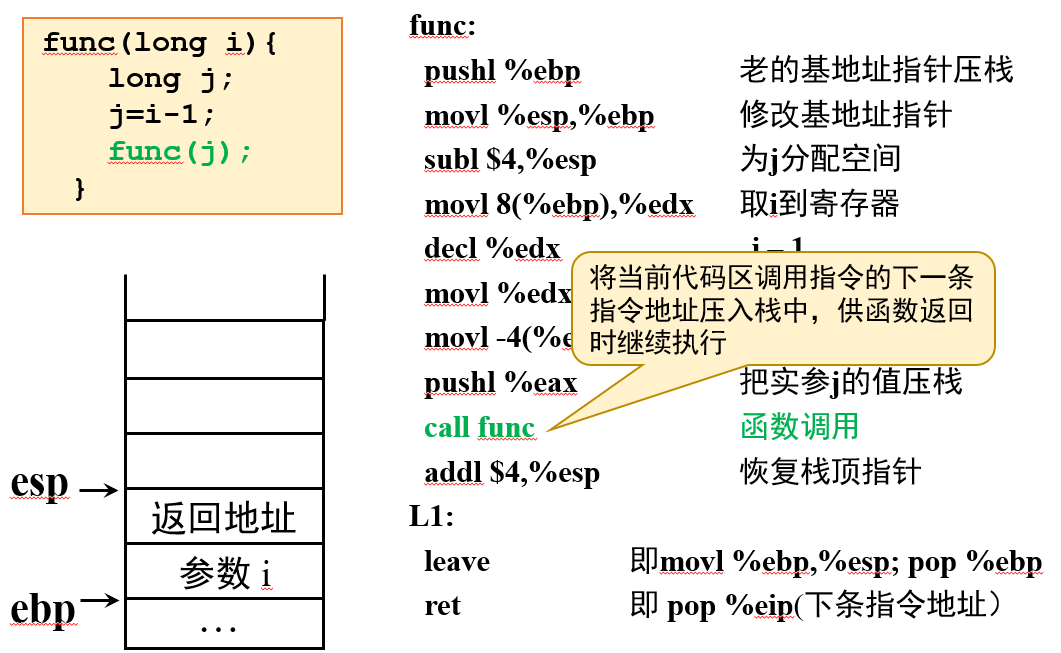 func(long i){
long j;
j=i-1;
func(j);
}
func:
pushl %ebp 老的基地址指针压栈
movl %esp,%ebp 修改基地址指针
subl $4,%esp 为j分配空间
movl 8(%ebp),%edx 取i到寄存器
decl %edx i – 1
movl %edx
movl -4(%e
将当前代码区调用指令的下一条
指令地址压入栈中，供函数返回
时继续执行
pushl %eax 把实参j的值压栈
call func 函数调用
addl $4,%esp 恢复栈顶指针
L1:
leave 即movl %ebp,%esp; pop %ebp
ret 即 pop %eip(下条指令地址）
esp
返回地址
参数 i
ebp
…